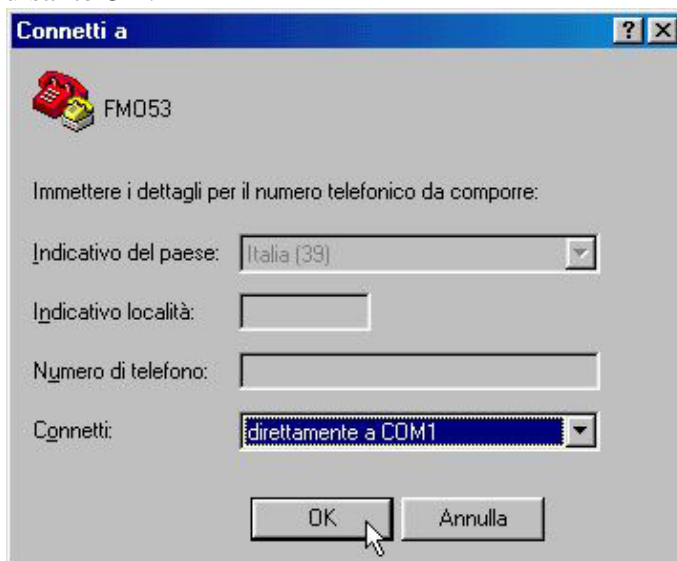 Connetti a
FM053
Immettere i dettagli per il numero telefonico da comporre:
Indicativo del paese: Italia (39)
Indicativo località:
Numero di telefono:
Connetti: direttamente a COM1
OK Annulla